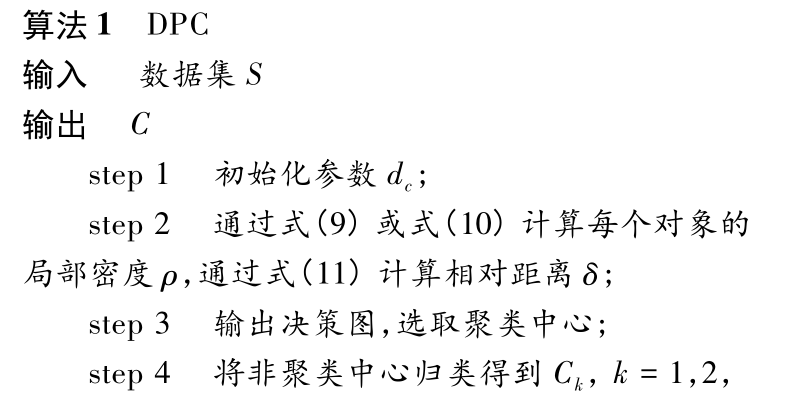 算法1 DPC
输入 数据集 S
输出 C
step 1 初始化参数 d_c;
step 2 通过式(9) 或式(10) 计算每个对象的
局部密度 ρ,通过式(11) 计算相对距离 δ;
step 3 输出决策图,选取聚类中心;
step 4 将非聚类中心归类得到 C_k, k = 1,2,